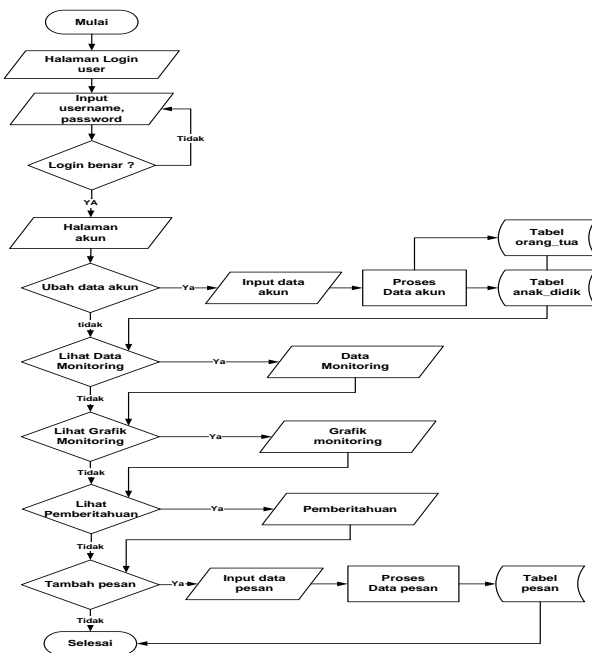 Mulai
Halaman Login
user
Input
username,
password
Tidak
Login benar ?
YA
Halaman
akun
Ubah data akun
Ya
Input data
akun
Proses
Data akun
Tabel
orang_tua
Tabel
anak_didik
tidak
Lihat Data
Monitoring
Ya
Data
Monitoring
Tidak
Lihat Grafik
Monitoring
Ya
Grafik
monitoring
Tidak
Lihat
Pemberitahuan
Ya
Pemberitahuan
Tidak
Tambah pesan
Ya
Input data
pesan
Proses
Data pesan
Tabel
pesan
Tidak
Selesai